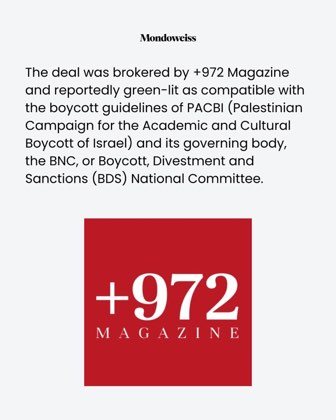 Mondoweiss
The deal was brokered by +972 Magazine
and reportedly green-lit as compatible with
the boycott guidelines of PACBI (Palestinian
Campaign for the Academic and Cultural
Boycott of Israel) and its governing body,
the BNC, or Boycott, Divestment and
Sanctions (BDS) National Committee.
+972
MAGAZINE